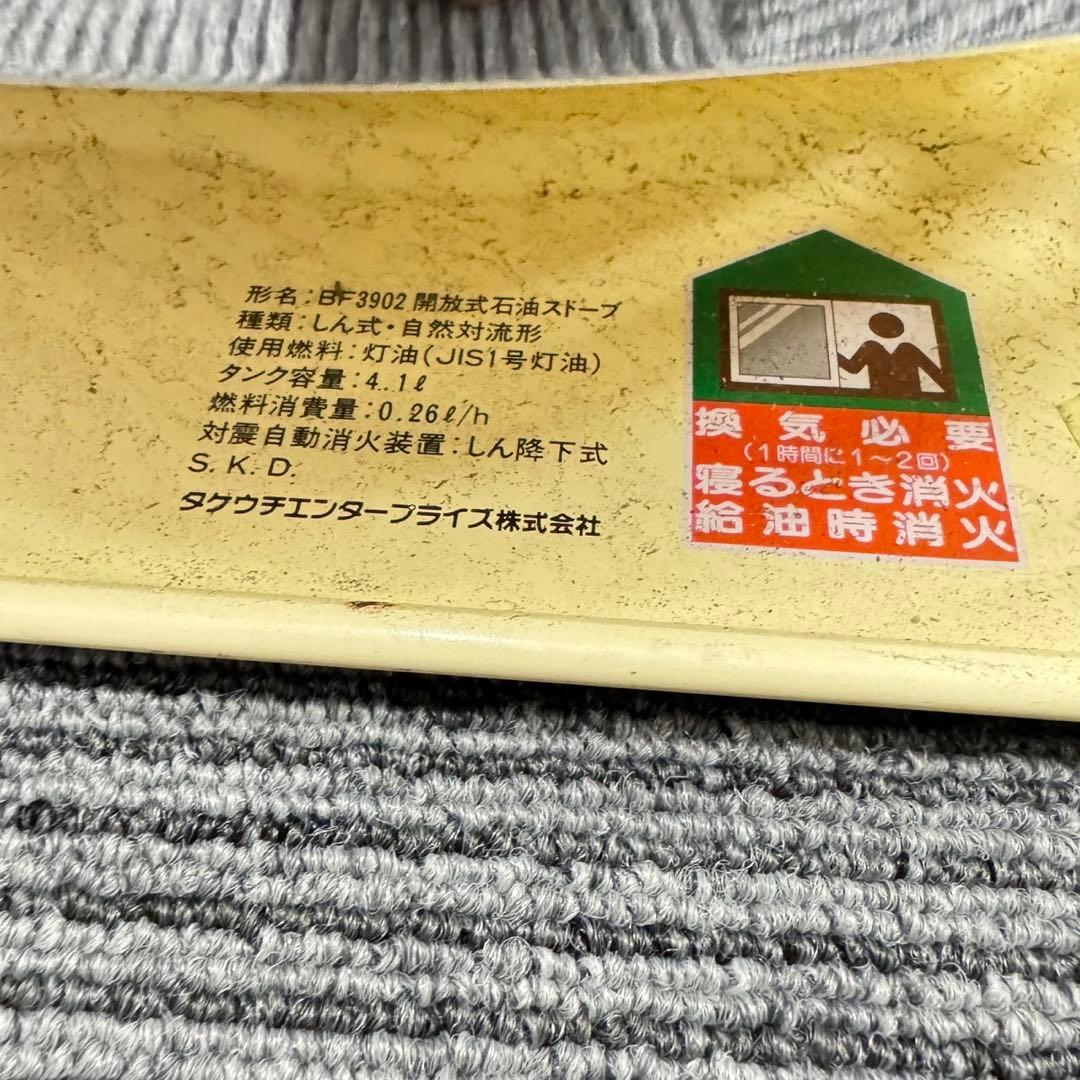 形名：BF3902 開放式石油ストーブ
種類：しん式・自然対流形
使用燃料：灯油（JIS1号灯油）
タンク容量：4.1ℓ
燃料消費量：0.26ℓ/h
対震自動消火装置：しん降下式
S.K.D.
タケウチエンタープライズ株式会社
換気必要
（1時間に1～2回）
寝るとき消火
給油時消火